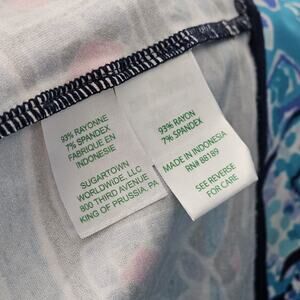 93% RAYONNE
7% SPANDEX
FABRIQUE EN
INDONESIE
SUGARTOWN
WORLDWIDE, LLC
800 THIRD AVENUE
KING OF PRUSSIA, PA
93% RAYON
7% SPANDEX
MADE IN INDONESIA
RN# 88189
SEE REVERSE
FOR CARE